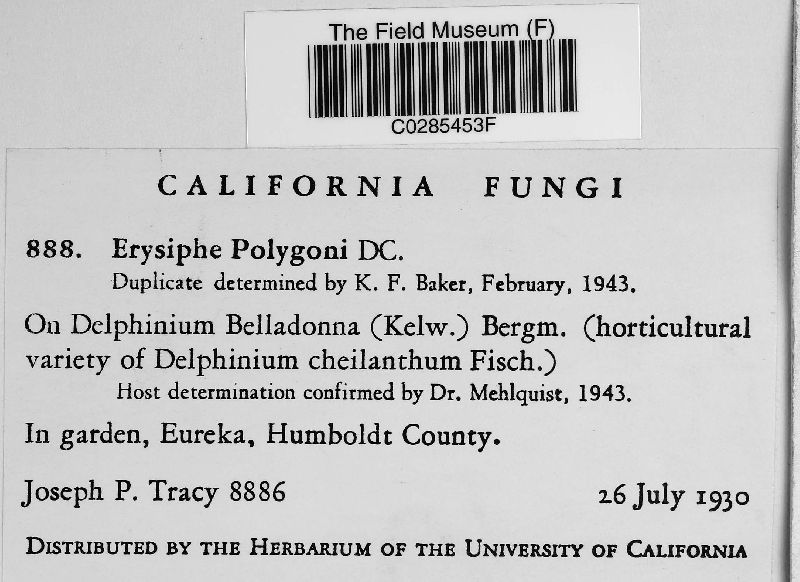 The Field Museum (F)
C0285453F
CALIFORNIA FUNGI
888. Erysiphe Polygoni DC.
Duplicate determined by K. F. Baker, February, 1943.
On Delphinium Belladonna (Kelw.) Bergm. (horticultural
variety of Delphinium cheilanthum Fisch.)
Host determination confirmed by Dr. Mehlquist, 1943.
In garden, Eureka, Humboldt County.
Joseph P. Tracy 8886 26 July 1930
DISTRIBUTED BY THE HERBARIUM OF THE UNIVERSITY OF CALIFORNIA